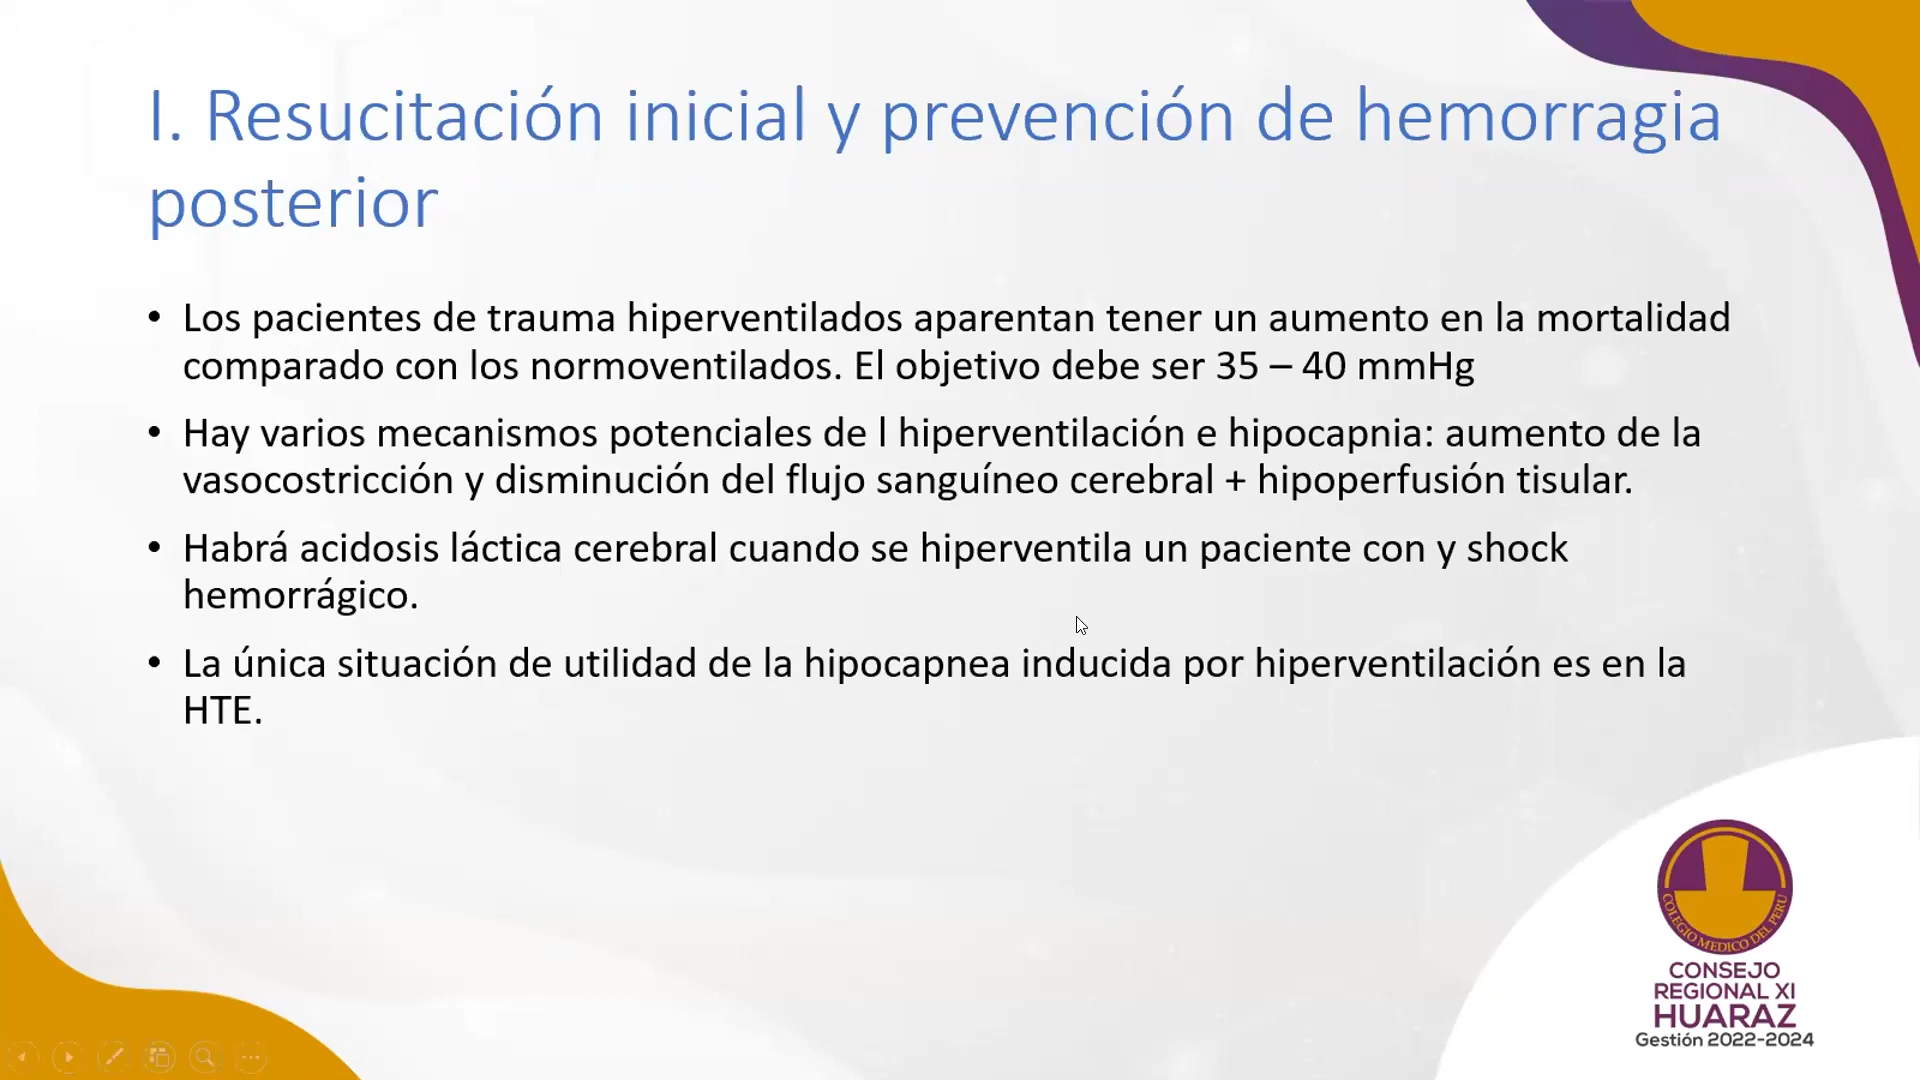 I. Resucitación inicial y prevención de hemorragia
posterior
• Los pacientes de trauma hiperventilados aparentan tener un aumento en la mortalidad
comparado con los normoventilados. El objetivo debe ser 35 – 40 mmHg
• Hay varios mecanismos potenciales de l hiperventilación e hipocapnia: aumento de la
vasocostricción y disminución del flujo sanguíneo cerebral + hipoperfusión tisular.
• Habrá acidosis láctica cerebral cuando se hiperventila un paciente con y shock
hemorrágico.
• La única situación de utilidad de la hipocapnea inducida por hiperventilación es en la
HTE.
COLEGIO MEDICO DEL PERU
CONSEJO
REGIONAL XI
HUARAZ
Gestión 2022-2024